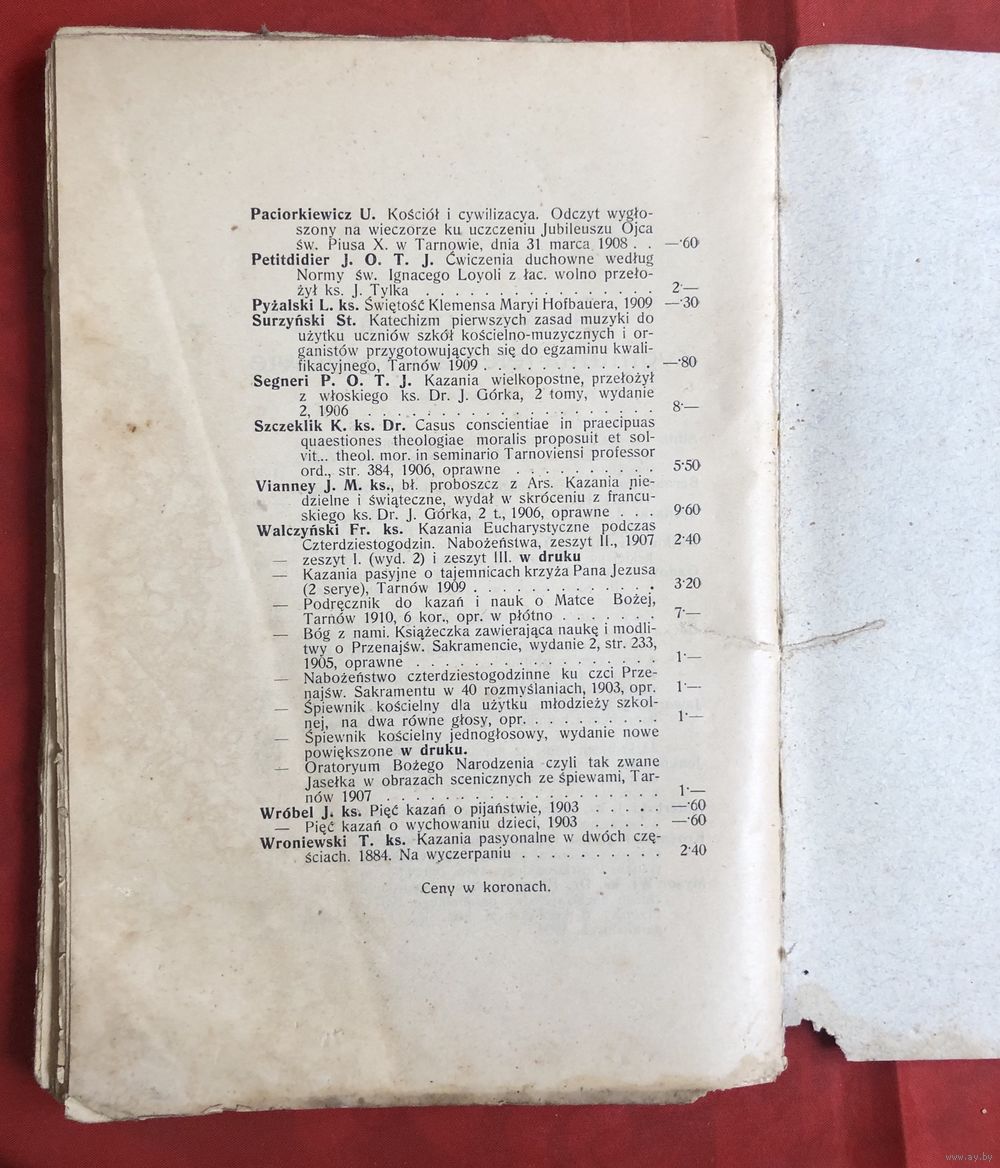 Paciorkiewicz U. Kościół i cywilizacya. Odczyt wygło-
szony na wieczorze ku uczczeniu Jubileuszu Ojca
św. Piusa X. w Tarnowie, dnia 31 marca 1908 . . —·60
Petitdidier J. O. T. J. Ćwiczenia duchowne według
Normy św. Ignacego Loyoli z łac. wolno przeło-
żył ks. J. Tylka . . . . . . . . . . . . . . . 2·—
Pyżalski L. ks. Świętość Klemensa Maryi Hofbauera, 1909 —·30
Surzyński St. Katechizm pierwszych zasad muzyki do
użytku uczniów szkół kościelno-muzycznych i or-
ganistów przygotowujących się do egzaminu kwali-
fikacyjnego, Tarnów 1909 . . . . . . . . . . . . —·80
Segneri P. O. T. J. Kazania wielkopostne, przełożył
z włoskiego ks. Dr. J. Górka, 2 tomy, wydanie
2, 1906 . . . . . . . . . . . . . . . . . . . 8·—
Szczeklik K. ks. Dr. Casus conscientiae in praecipuas
quaestiones theologiae moralis proposuit et sol-
vit... theol. mor. in seminario Tarnoviensi professor
ord., str. 384, 1906, oprawne . . . . . . . . . . 5·50
Vianney J. M. ks., bł. proboszcz z Ars. Kazania nie-
dzielne i świąteczne, wydał w skróceniu z francu-
skiego ks. Dr. J. Górka, 2 t., 1906, oprawne . . . 9·60
Walczyński Fr. ks. Kazania Eucharystyczne podczas
Czterdziestogodzin. Nabożeństwa, zeszyt II., 1907 2·40
— zeszyt I. (wyd. 2) i zeszyt III. w druku
— Kazania pasyjne o tajemnicach krzyża Pana Jezusa
(2 serye), Tarnów 1909 . . . . . . . . . . . . . 3·20
— Podręcznik do kazań i nauk o Matce Bożej,
Tarnów 1910, 6 kor., opr. w płótno . . . . . . . 7·—
— Bóg z nami. Książeczka zawierająca naukę i modli-
twy o Przenajśw. Sakramencie, wydanie 2, str. 233,
1905, oprawne . . . . . . . . . . . . . . . . . 1·—
— Nabożeństwo czterdziestogodzinne ku czci Prze-
najśw. Sakramentu w 40 rozmyślaniach, 1903, opr. 1·—
— Śpiewnik kościelny dla użytku młodzieży szkol-
nej, na dwa równe głosy, opr. . . . . . . . . . . 1·—
— Śpiewnik kościelny jednogłosowy, wydanie nowe
powiększone w druku.
— Oratoryum Bożego Narodzenia czyli tak zwane
Jasełka w obrazach scenicznych ze śpiewami, Tar-
nów 1907 . . . . . . . . . . . . . . . . . . . 1·—
Wróbel J. ks. Pięć kazań o pijaństwie, 1903 . . . . . —·60
— Pięć kazań o wychowaniu dzieci, 1903 . . . . . —·60
Wroniewski T. ks. Kazania pasyonalne w dwóch czę-
ściach. 1884. Na wyczerpaniu . . . . . . . . . . 2·40
Ceny w koronach.
www.ay.by